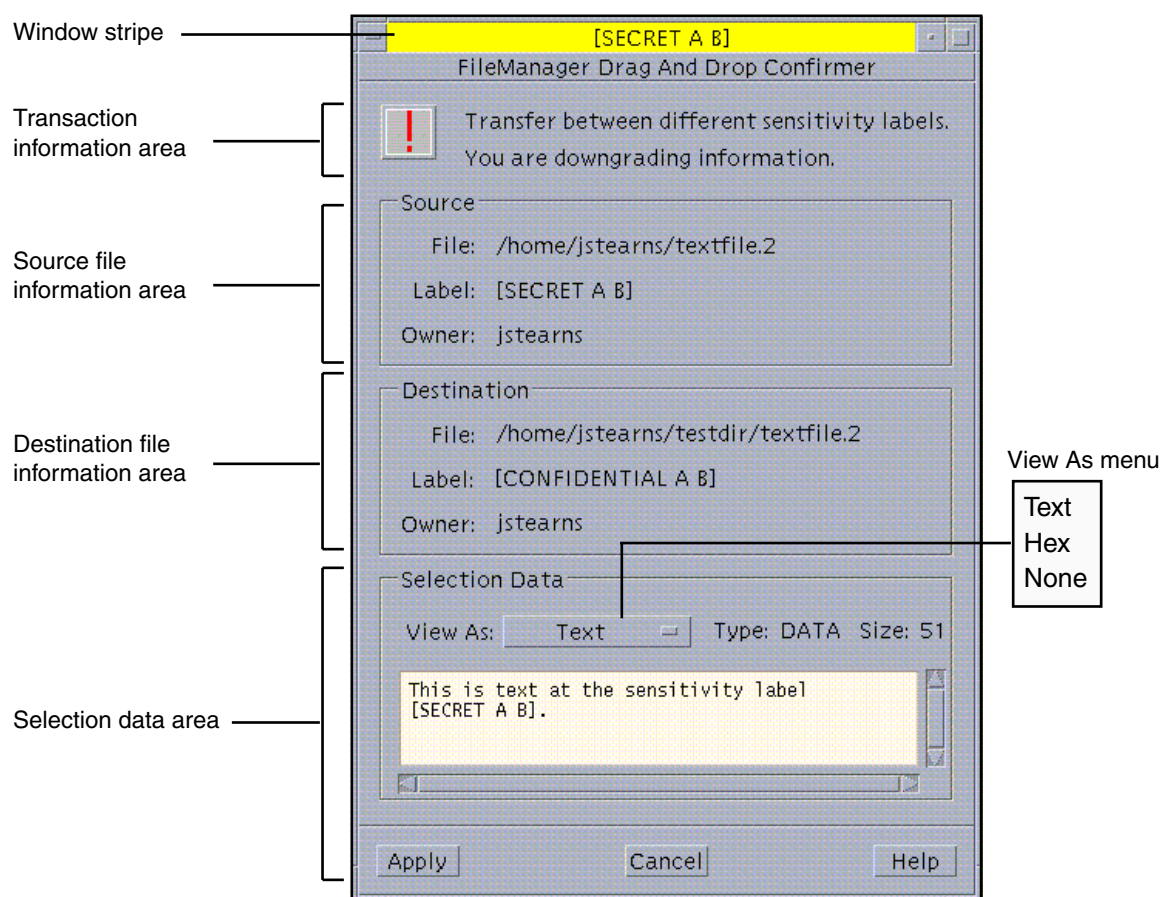 Window stripe
[SECRET A B]
FileManager Drag And Drop Confirmer
Transaction
information area
!
Transfer between different sensitivity labels.
You are downgrading information.
Source file
information area
Source
File: /home/jstearns/textfile.2
Label: [SECRET A B]
Owner: jstearns
Destination file
information area
Destination
File: /home/jstearns/testdir/textfile.2
Label: [CONFIDENTIAL A B]
Owner: jstearns
View As menu
Text
Hex
None
Selection data area
Selection Data
View As: Text Type: DATA Size: 51
This is text at the sensitivity label
[SECRET A B].
Apply Cancel Help